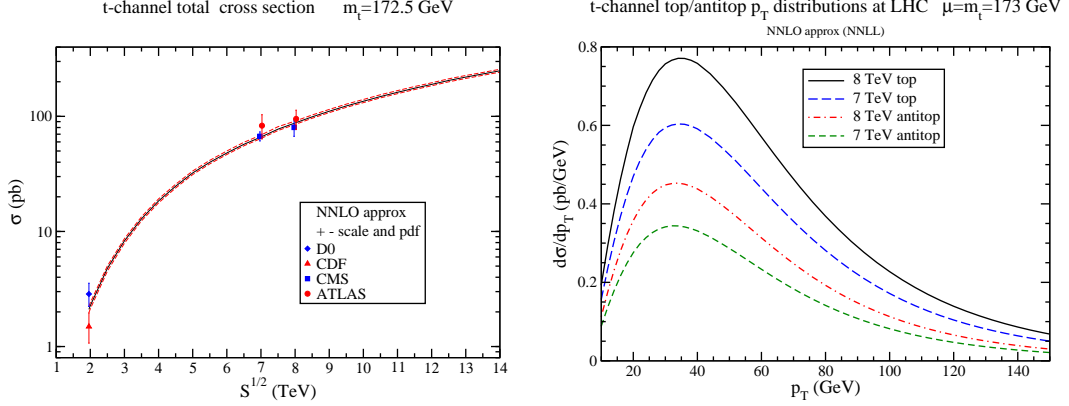 t-channel total cross section m_t=172.5 GeV
σ (pb)
100
10
1
NNLO approx
+ - scale and pdf
D0
CDF
CMS
ATLAS
1 2 3 4 5 6 7 8 9 10 11 12 13 14
S^1/2 (TeV)
t-channel top/antitop p_T distributions at LHC μ=m_t=173 GeV
NNLO approx (NNLL)
dσ/dp_T (pb/GeV)
0.8
0.6
0.4
0.2
0
8 TeV top
7 TeV top
8 TeV antitop
7 TeV antitop
20 40 60 80 100 120 140
p_T (GeV)